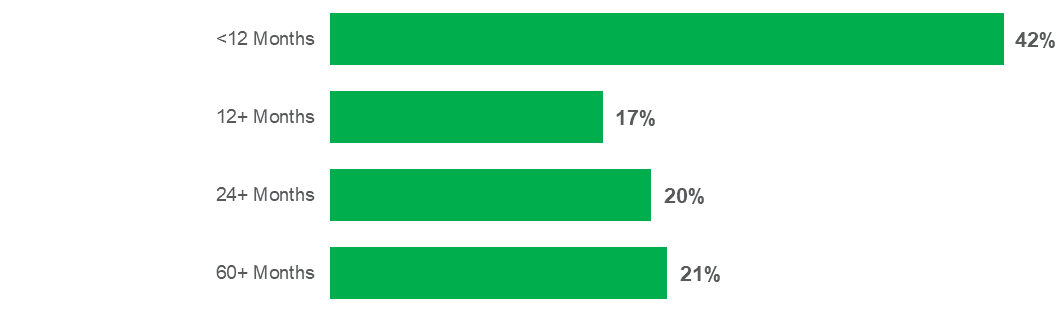 <12 Months 42%
12+ Months 17%
24+ Months 20%
60+ Months 21%